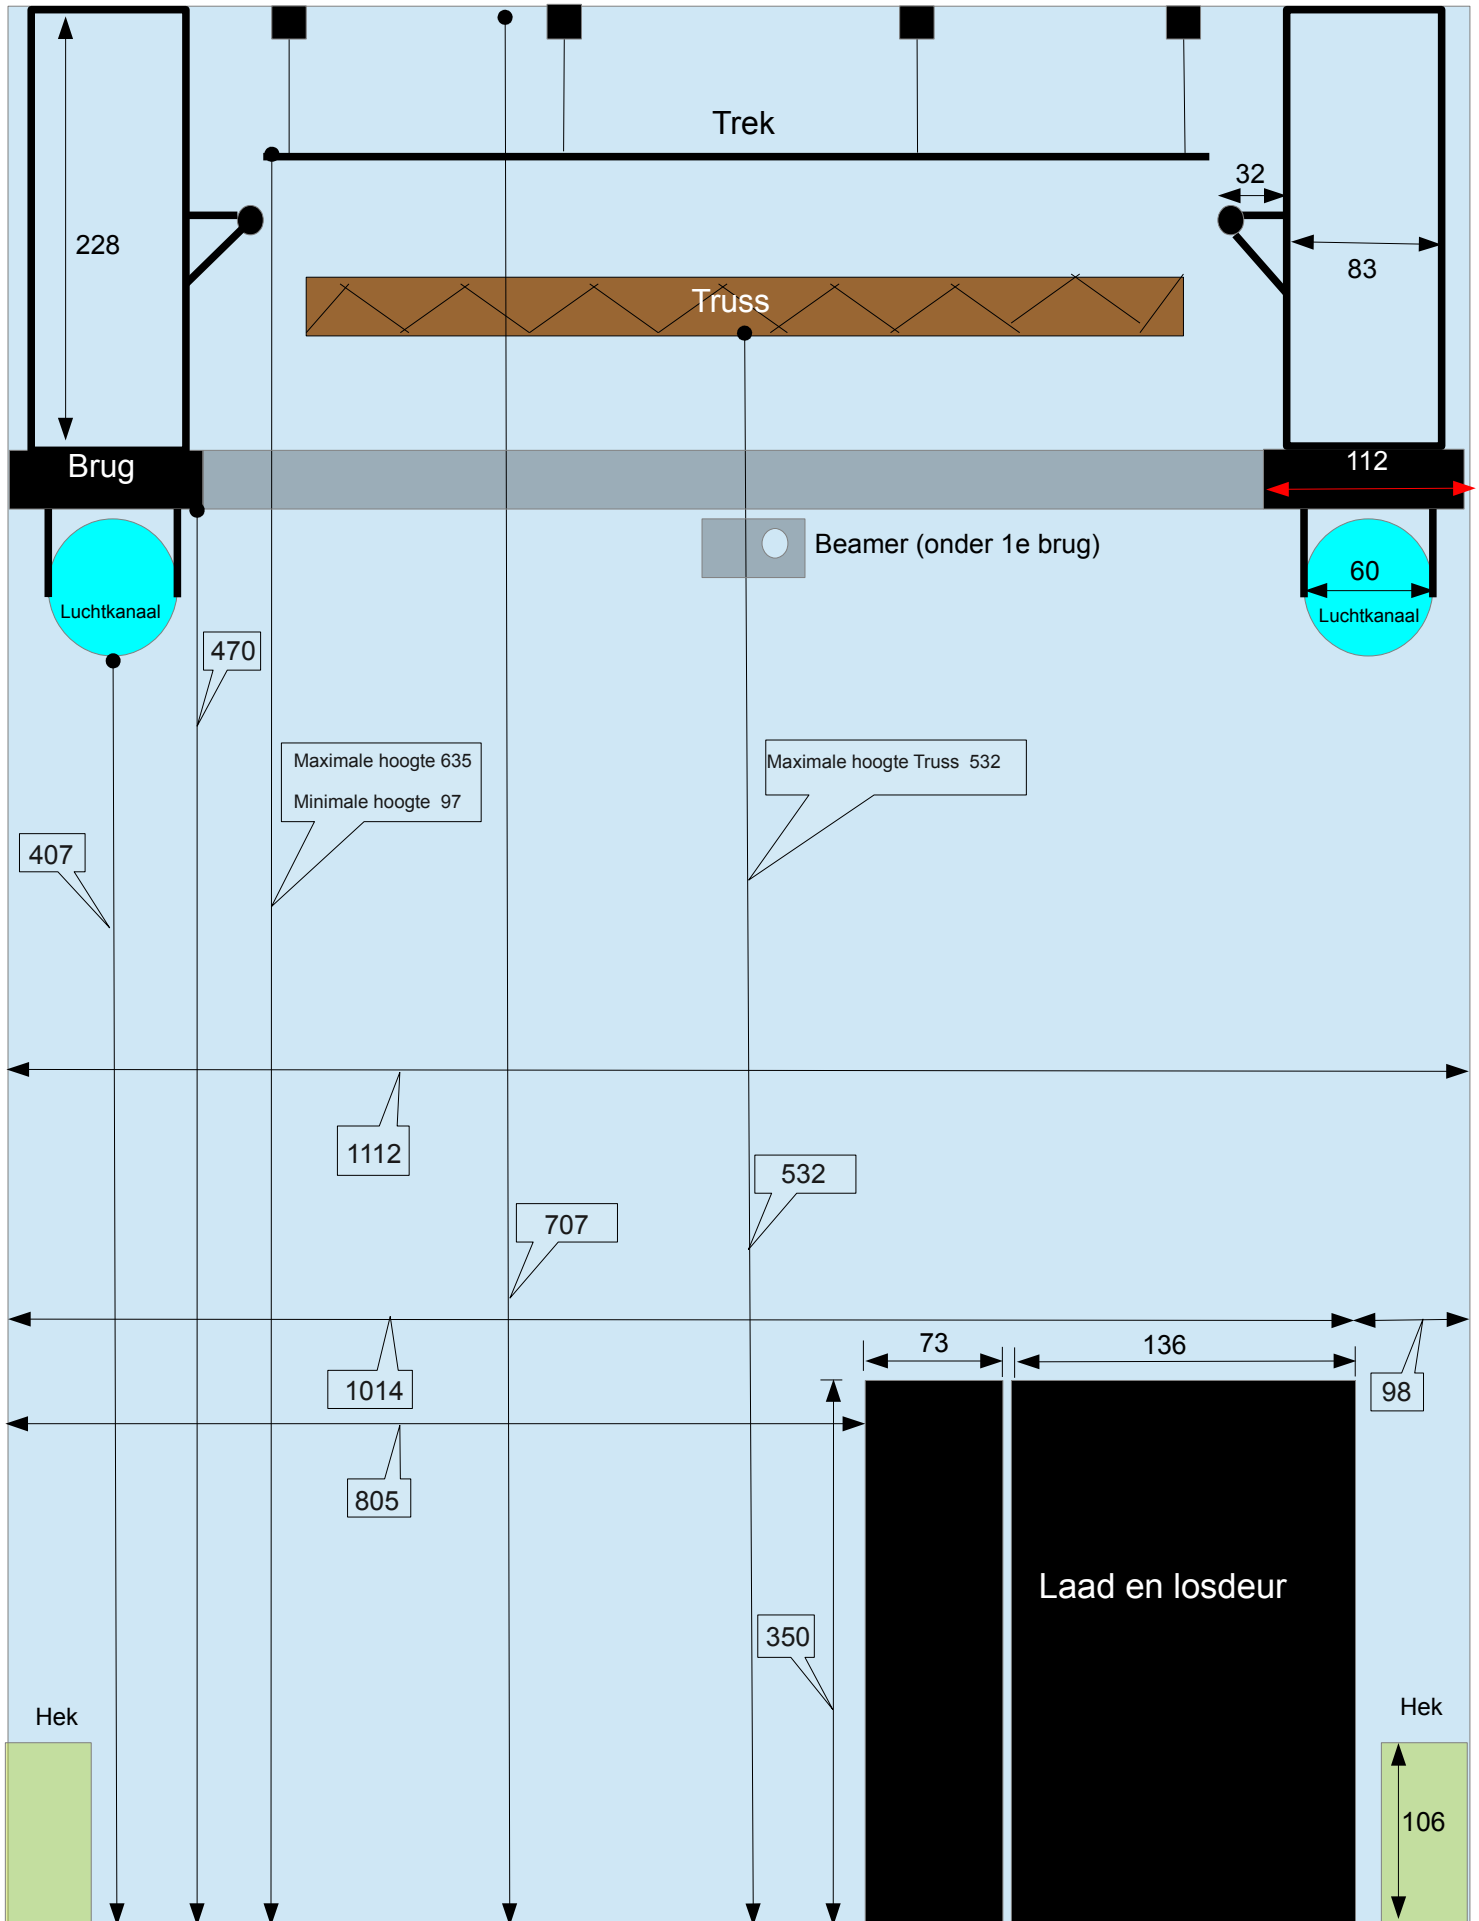 Trek
32
228
83
Truss
Brug
112
Beamer (onder 1e brug)
60
Luchtkanaal
Luchtkanaal
470
Maximale hoogte 635
Minimale hoogte 97
Maximale hoogte Truss 532
407
1112
532
707
73
136
1014
98
805
Laad en losdeur
350
Hek
Hek
106